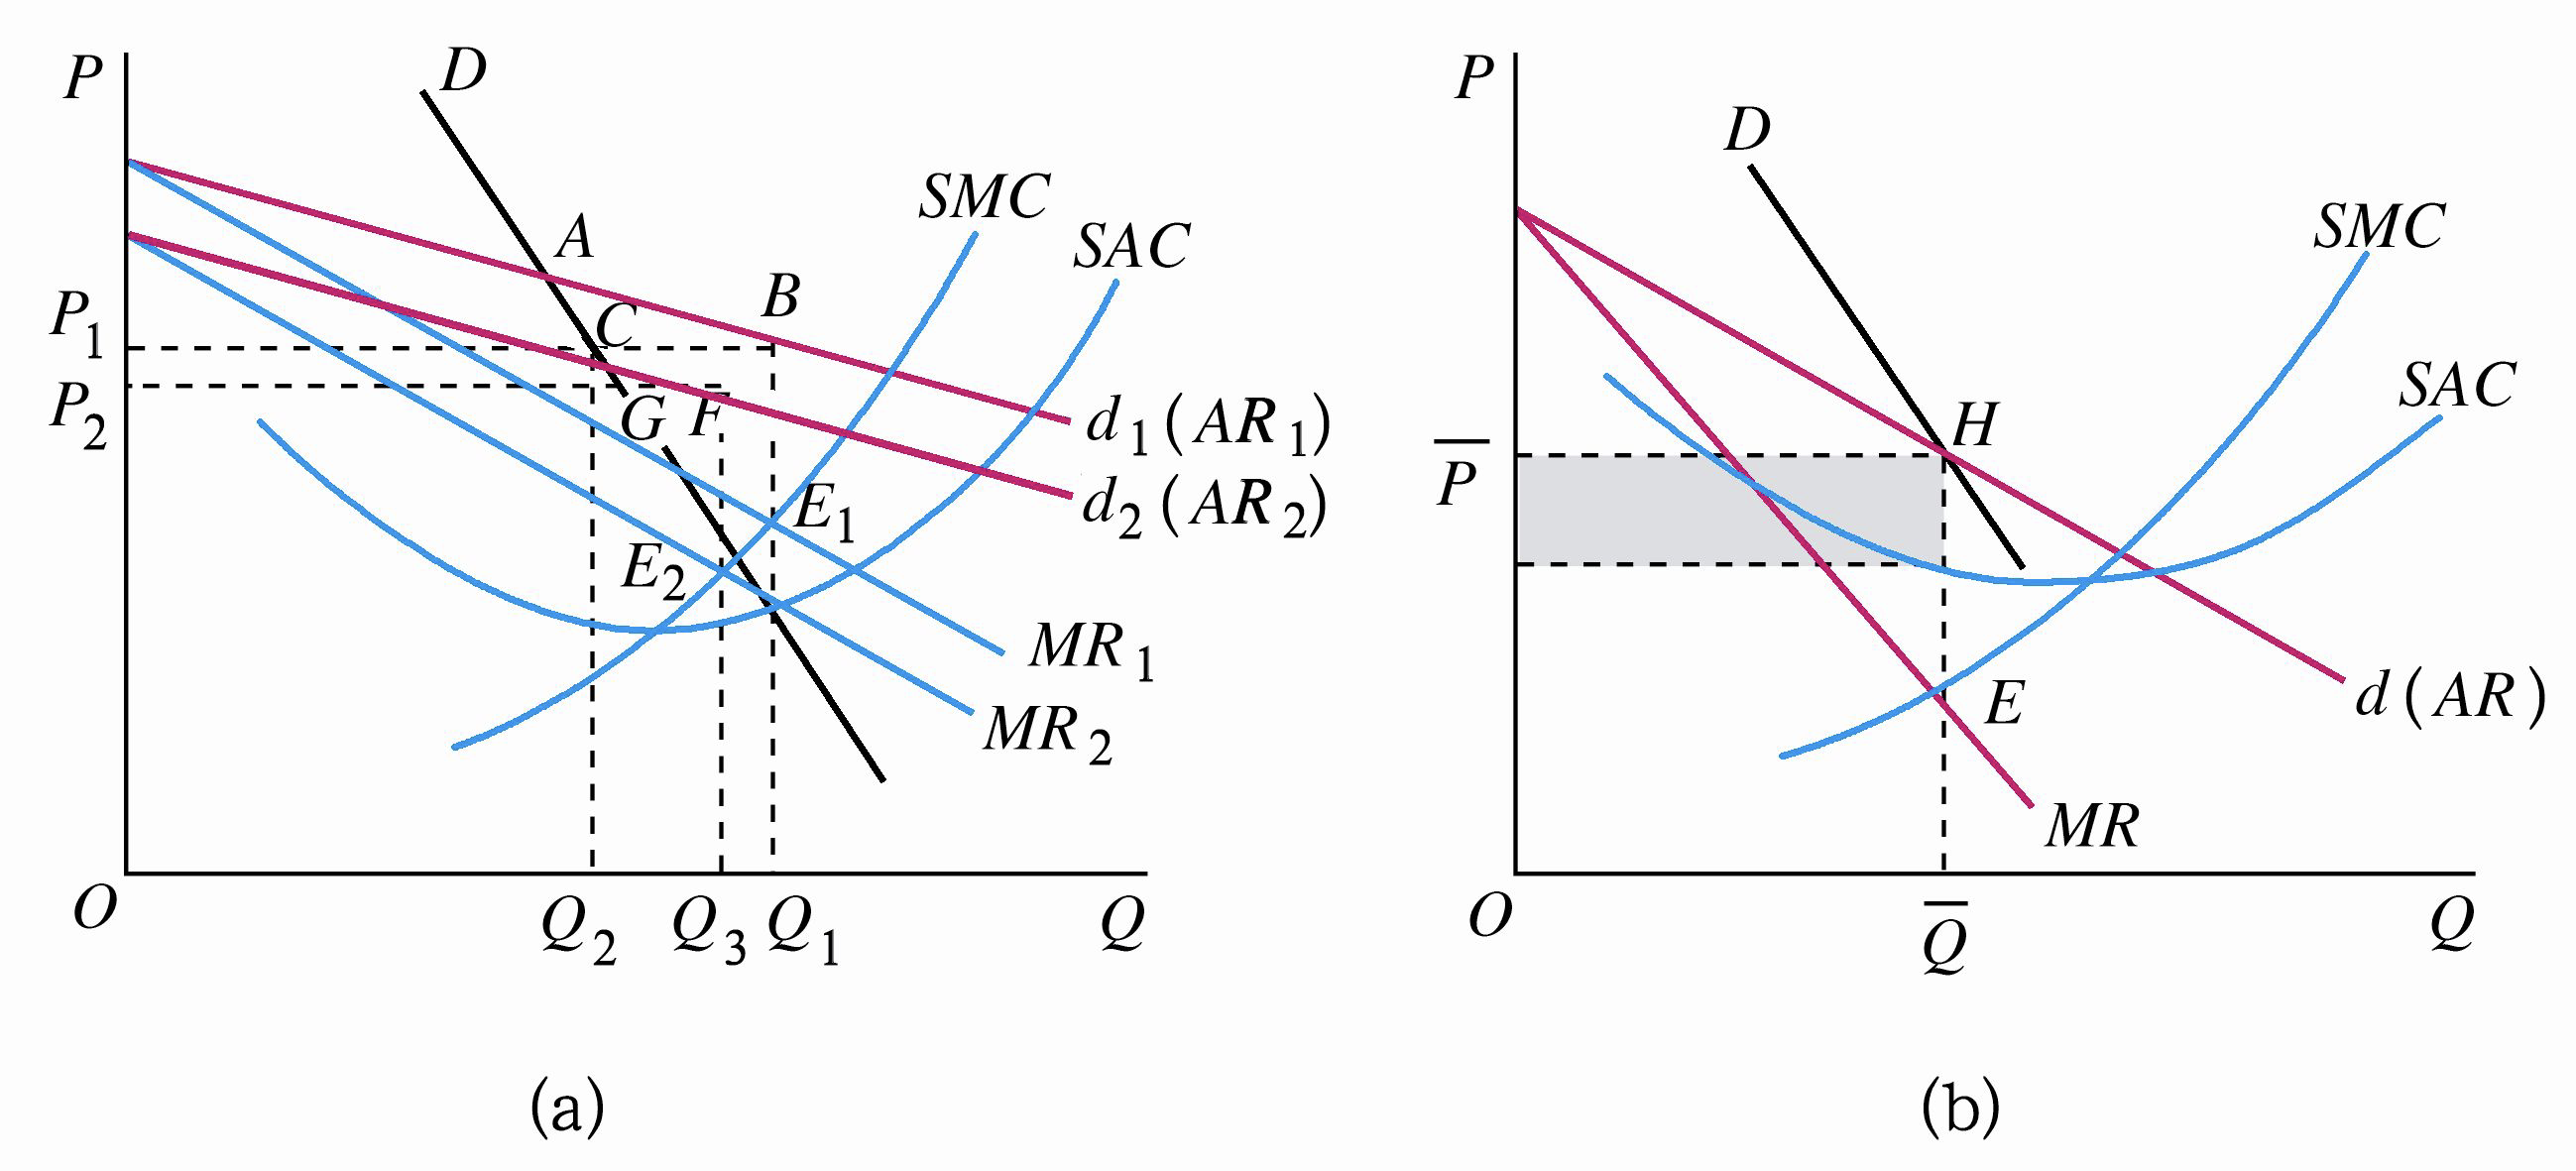 P
D
A
SMC
SAC
B
P1
C
P2
G F
d1(AR1)
d2(AR2)
E1
E2
MR1
MR2
O
Q2
Q3
Q1
Q
(a)
P
D
SMC
SAC
H
P̅
E
d(AR)
MR
O
Q̅
Q
(b)